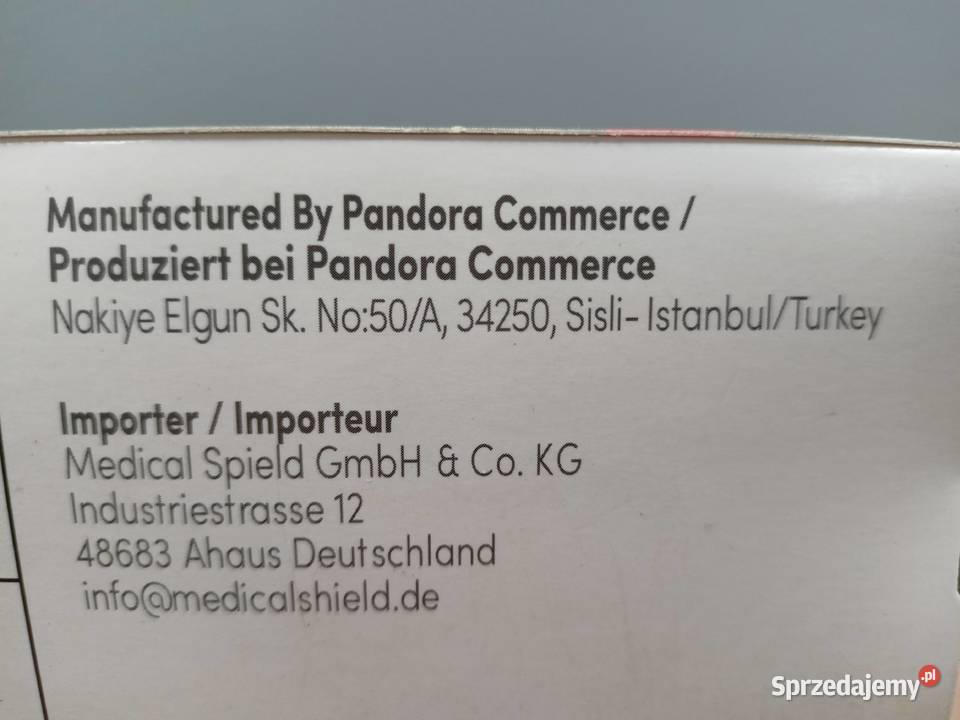 Manufactured By Pandora Commerce /
Produziert bei Pandora Commerce
Nakiye Elgun Sk. No:50/A, 34250, Sisli- Istanbul/Turkey
Importer / Importeur
Medical Spield GmbH & Co. KG
Industriestrasse 12
48683 Ahaus Deutschland
info@medicalshield.de
Sprzedajemy.pl